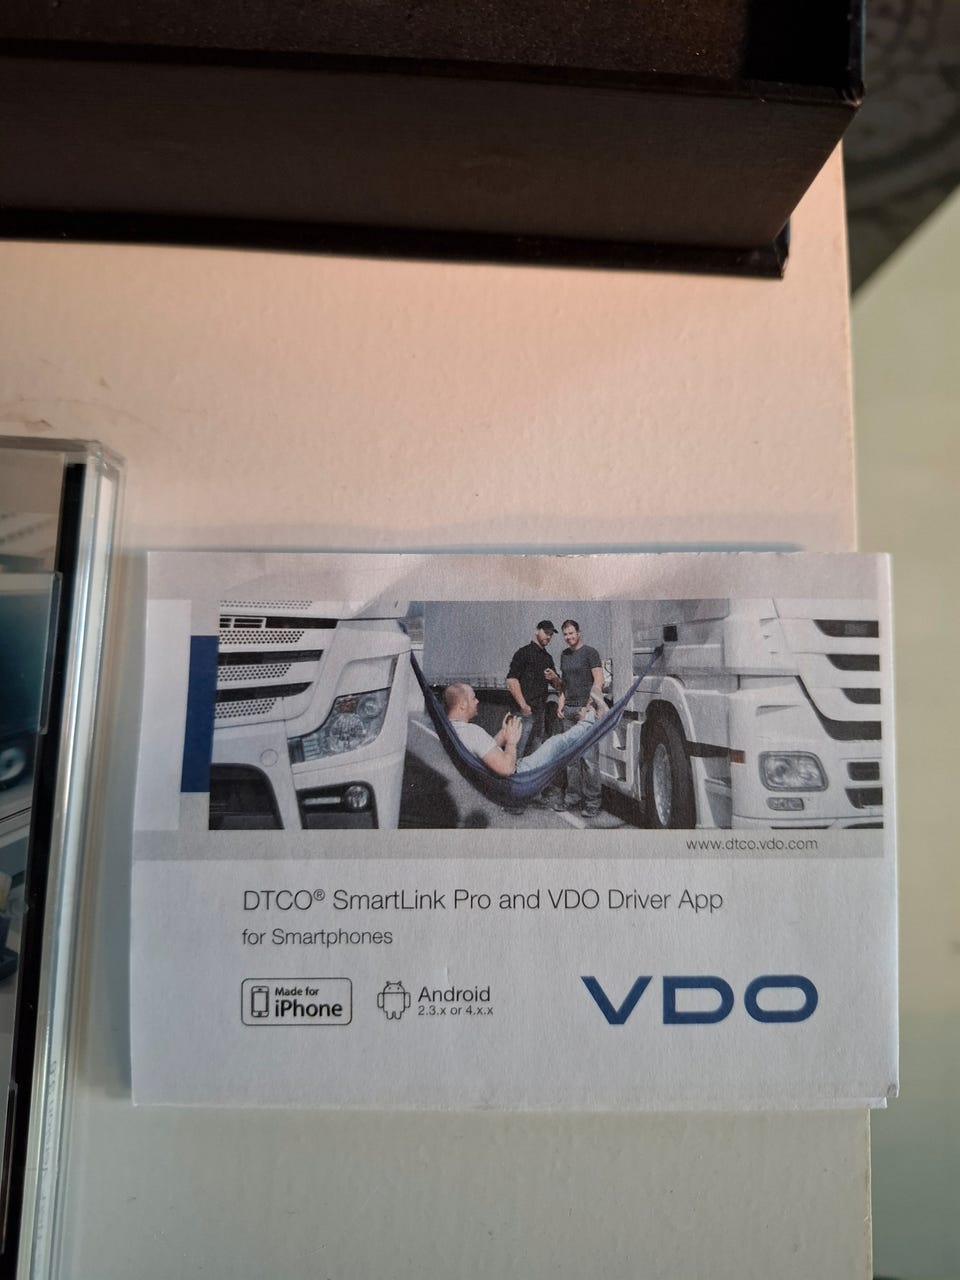 www.dtco.vdo.com
DTCO® SmartLink Pro and VDO Driver App
for Smartphones
Made for
iPhone
Android
2.3.x or 4.x.x
VDO